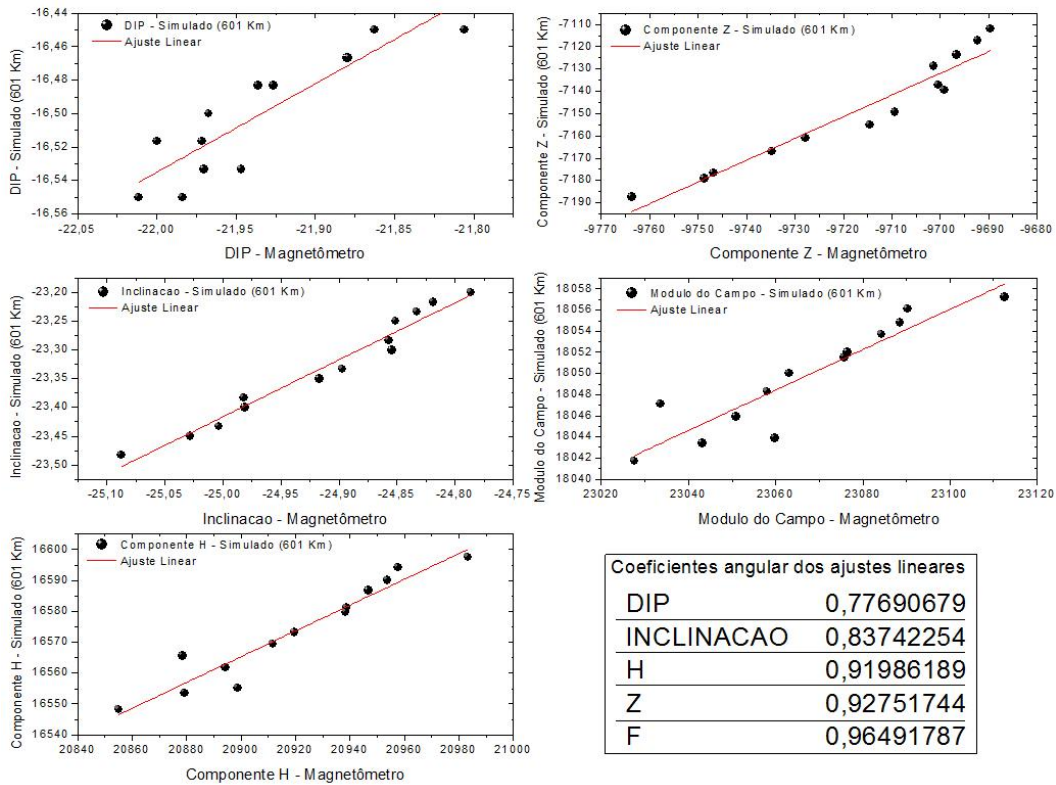 -16,44
-16,46
-16,48
-16,50
-16,52
-16,54
-16,56
DIP - Simulado (601 Km)
DIP - Simulado (601 Km)
Ajuste Linear
-22,05 -22,00 -21,95 -21,90 -21,85 -21,80
DIP - Magnetômetro
-7110
-7120
-7130
-7140
-7150
-7160
-7170
-7180
-7190
Componente Z - Simulado (601 Km)
Componente Z - Simulado (601 Km)
Ajuste Linear
-9770 -9760 -9750 -9740 -9730 -9720 -9710 -9700 -9690 -9680
Componente Z - Magnetômetro
-23,20
-23,25
-23,30
-23,35
-23,40
-23,45
-23,50
Inclinacao - Simulado (601 Km)
Inclinacao - Simulado (601 Km)
Ajuste Linear
-25,10 -25,05 -25,00 -24,95 -24,90 -24,85 -24,80 -24,75
Inclinacao - Magnetômetro
18058
18056
18054
18052
18050
18048
18046
18044
18042
18040
Modulo do Campo - Simulado (601 Km)
Modulo do Campo - Simulado (601 Km)
Ajuste Linear
23020 23040 23060 23080 23100 23120
Modulo do Campo - Magnetômetro
16600
16590
16580
16570
16560
16550
16540
Componente H - Simulado (601 Km)
Componente H - Simulado (601 Km)
Ajuste Linear
20840 20860 20880 20900 20920 20940 20960 20980 21000
Componente H - Magnetômetro
Coeficientes angular dos ajustes lineares
DIP 0,77690679
INCLINACAO 0,83742254
H 0,91986189
Z 0,92751744
F 0,96491787